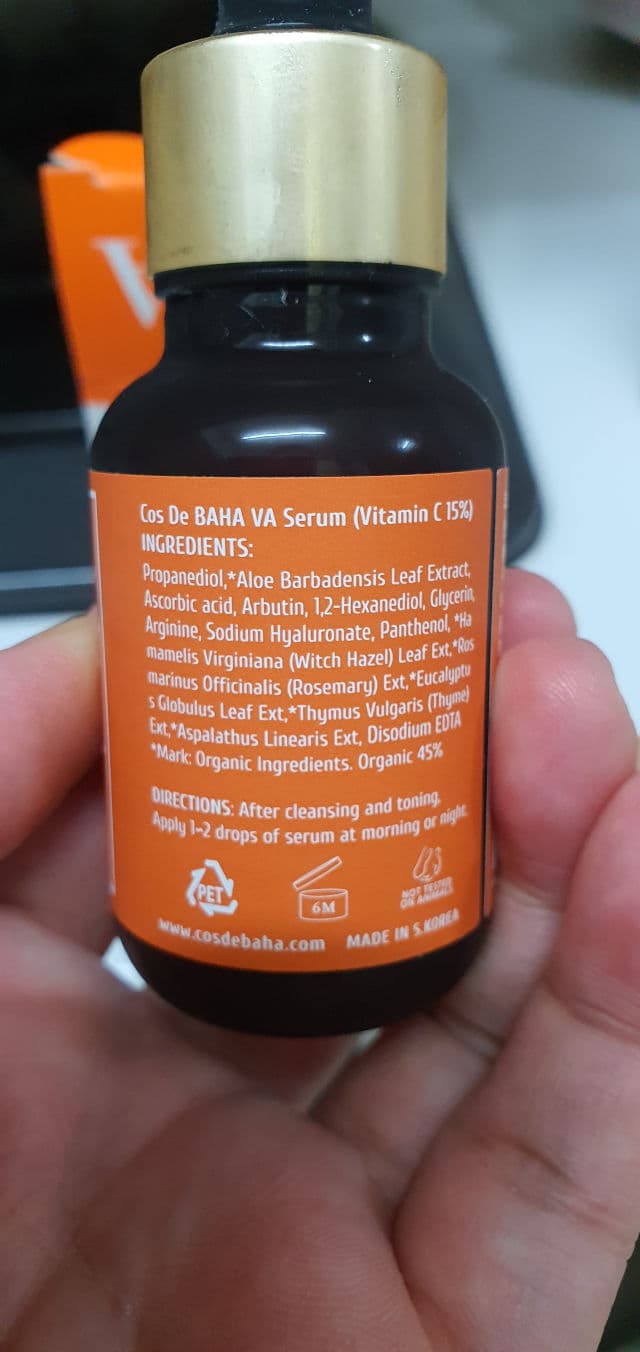 V
Cos De BAHA VA Serum (Vitamin C 15%)
INGREDIENTS:
Propanediol,*Aloe Barbadensis Leaf Extract,
Ascorbic acid, Arbutin, 1,2-Hexanediol, Glycerin,
Arginine, Sodium Hyaluronate, Panthenol, *Ha
mamelis Virginiana (Witch Hazel) Leaf Ext,*Ros
marinus Officinalis (Rosemary) Ext,*Eucalyptu
s Globulus Leaf Ext,*Thymus Vulgaris (Thyme)
Ext,*Aspalathus Linearis Ext, Disodium EDTA
*Mark: Organic Ingredients. Organic 45%
DIRECTIONS: After cleansing and toning,
Apply 1~2 drops of serum at morning or night.
PET
6M
NOT TESTED
ON ANIMALS
www.cosdebaha.com MADE IN S.KOREA